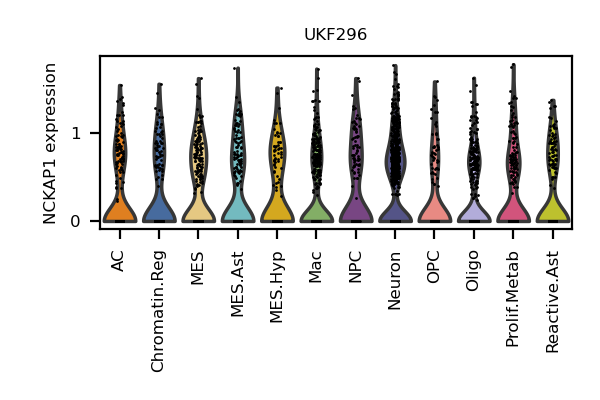 UKF296
NCKAP1 expression
1
0
AC
Chromatin.Reg
MES
MES.Ast
MES.Hyp
Mac
NPC
Neuron
OPC
Oligo
Prolif.Metab
Reactive.Ast